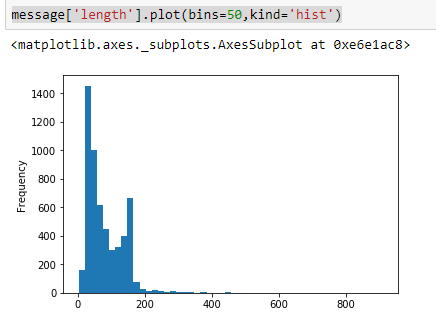 message['length'].plot(bins=50,kind='hist')
<matplotlib.axes._subplots.AxesSubplot at 0xe6e1ac8>
1400
1200
1000
800
600
400
200
0
Frequency
0 200 400 600 800